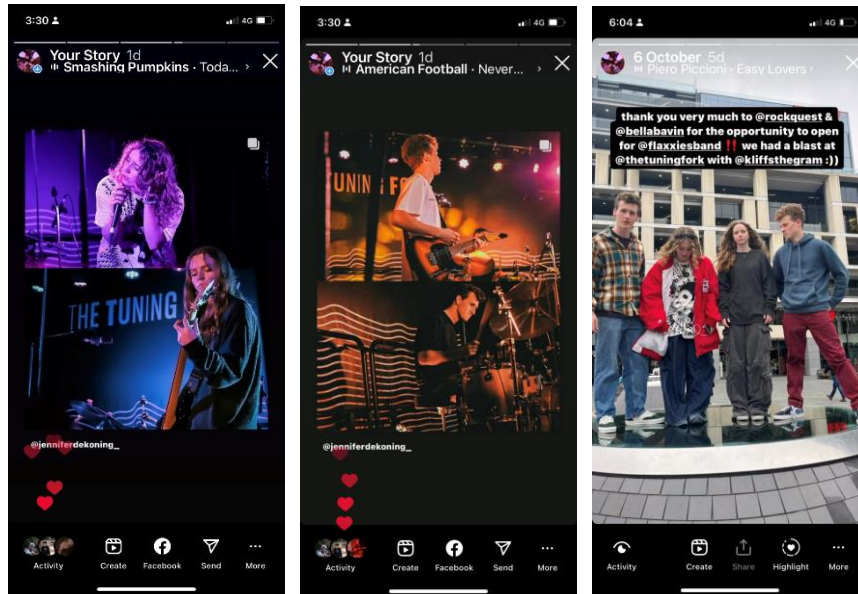 3:30
4G
Your Story 1d
Smashing Pumpkins · Toda... ›
THE TUNING
@jenniferdekoning_
Activity
Create
Facebook
Send
More
3:30
4G
Your Story 1d
American Football · Never... ›
UNIN
@jenniferdekoning_
Activity
Create
Facebook
Send
More
6:04
4G
6 October 5d
Piero Piccioni · Easy Lovers ›
thank you very much to @rockquest &
@bellabavin for the opportunity to open
for @flaxxiesband ‼️ we had a blast at
@thetuningfork with @kliffsthegram :))
Activity
Create
Share
Highlight
More